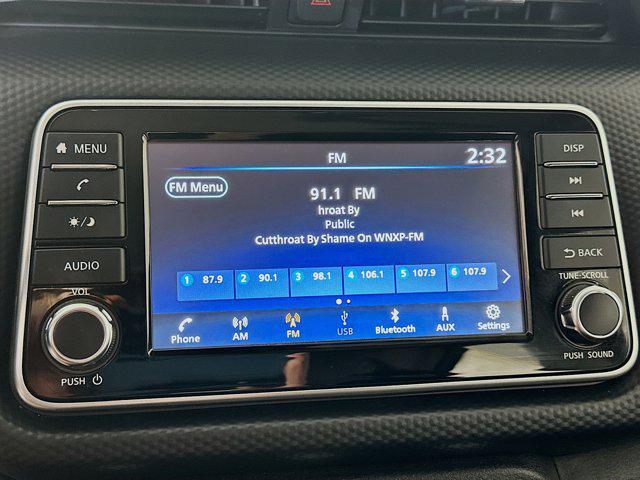 MENU
AUDIO
VOL
PUSH
FM
2:32
FM Menu
91.1 FM
hroat By
Public
Cutthroat By Shame On WNXP-FM
1 87.9
2 90.1
3 98.1
4 106.1
5 107.9
6 107.9
Phone
AM
FM
USB
Bluetooth
AUX
Settings
DISP
BACK
TUNE·SCROLL
PUSH SOUND